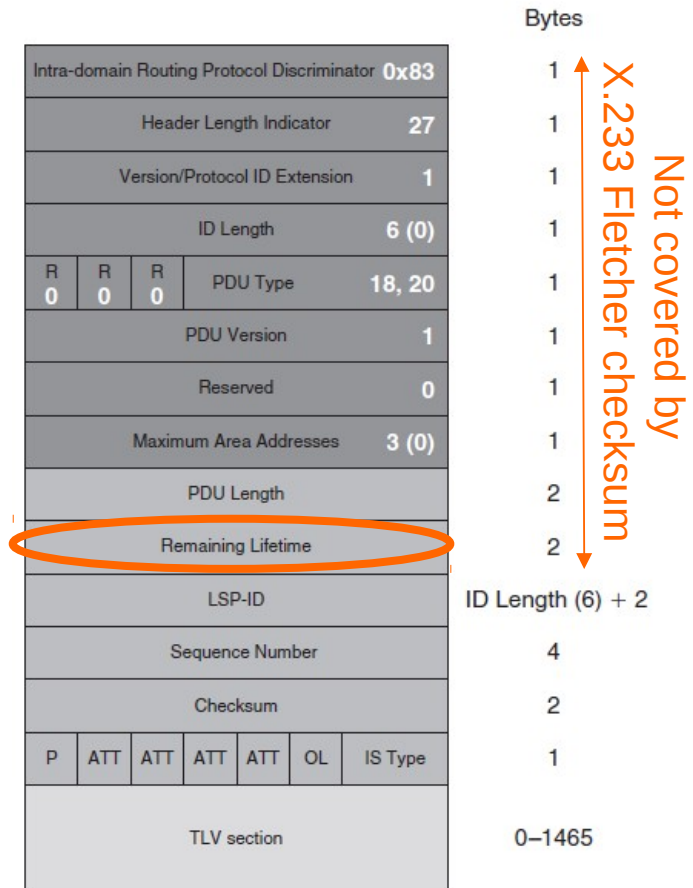 Bytes
Intra-domain Routing Protocol Discriminator 0x83 1
Header Length Indicator 27 1
Version/Protocol ID Extension 1 1
ID Length 6 (0) 1
R R R PDU Type 18, 20 1
0 0 0
PDU Version 1 1
Reserved 0 1
Maximum Area Addresses 3 (0) 1
PDU Length 2
Remaining Lifetime 2
LSP-ID ID Length (6) + 2
Sequence Number 4
Checksum 2
P ATT ATT ATT ATT OL IS Type 1
TLV section 0–1465
Not covered by
X.233 Fletcher checksum